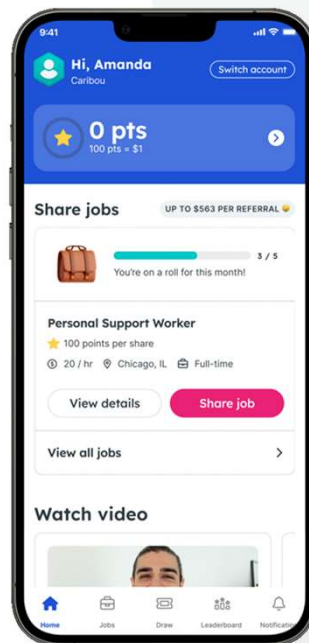 9:41
Hi, Amanda
Caribou
Switch account
0 pts
100 pts = $1
Share jobs
UP TO $563 PER REFERRAL 🤑
3 / 5
You're on a roll for this month!
Personal Support Worker
100 points per share
20 / hr Chicago, IL Full-time
View details Share job
View all jobs
Watch video
Home Jobs Draw Leaderboard Notification